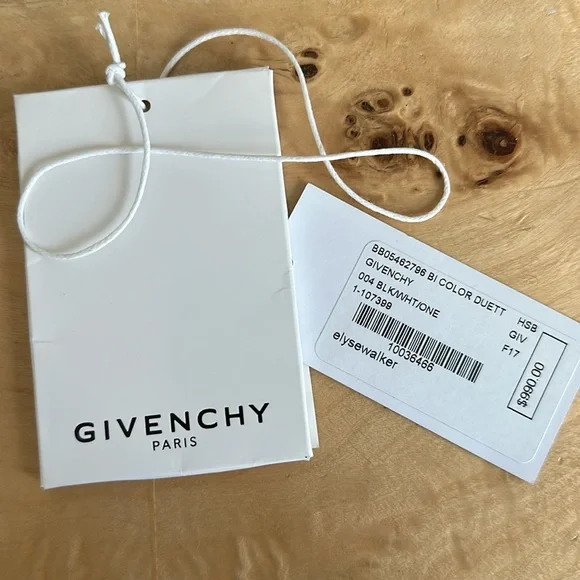 GIVENCHY
PARIS
BB05462796 BI COLOR DUETT
GIVENCHY
004 BLK/WHT/ONE
1-107399
10036466
elysewalker
HSB
GIV
F17
$990.00